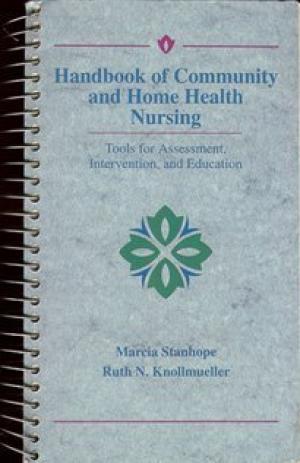 Handbook of Community
and Home Health
Nursing
Tools for Assessment,
Intervention, and Education
Marcia Stanhope
Ruth N. Knollmueller